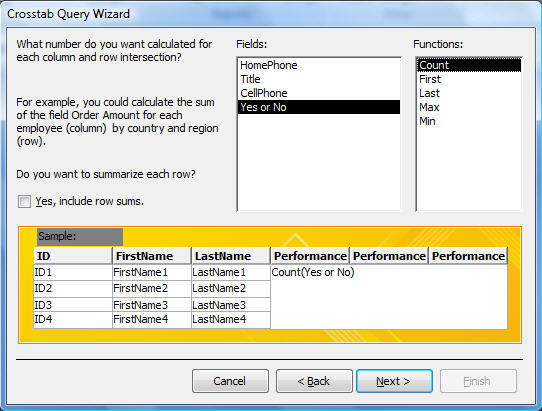 Crosstab Query Wizard
What number do you want calculated for
each column and row intersection?
For example, you could calculate the sum
of the field Order Amount for each
employee (column)  by country and region
(row).
Do you want to summarize each row?
Yes, include row sums.
Fields:
HomePhone
Title
CellPhone
Yes or No
Functions:
Count
First
Last
Max
Min
Sample:
ID FirstName LastName Performance Performance Performance
ID1 FirstName1 LastName1 Count(Yes or No)
ID2 FirstName2 LastName2
ID3 FirstName3 LastName3
ID4 FirstName4 LastName4
Cancel < Back Next > Finish